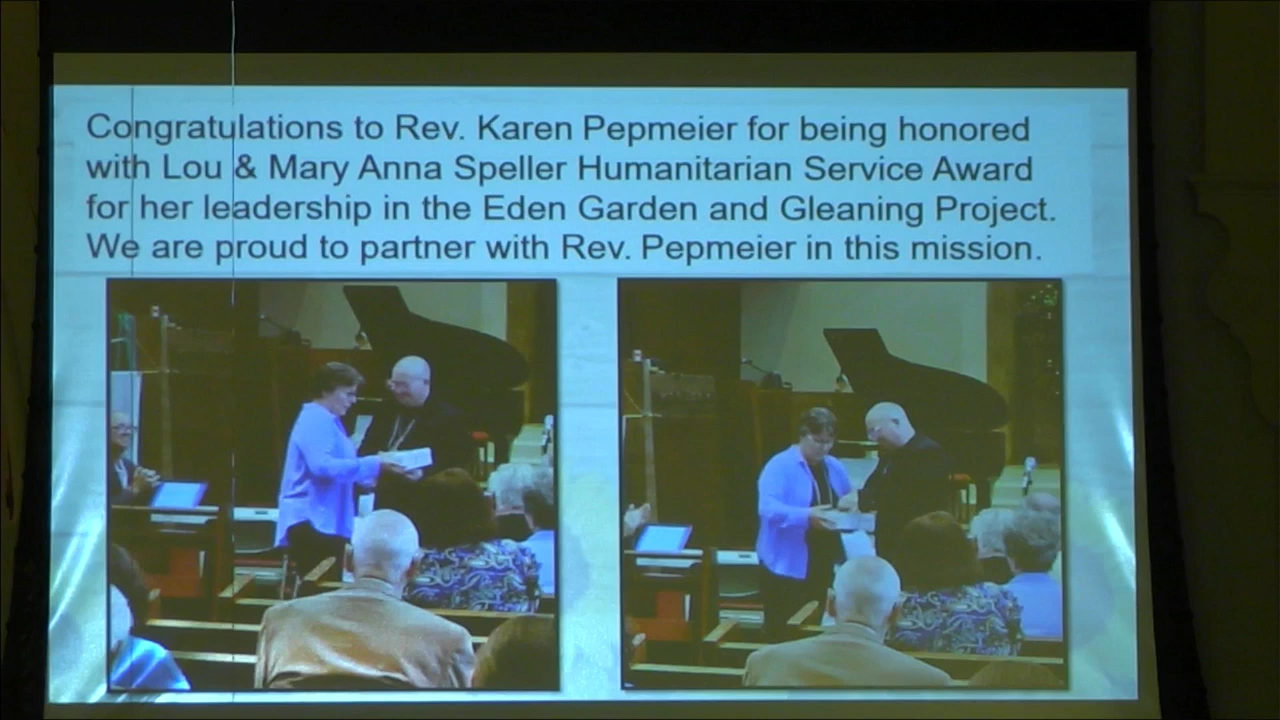 Congratulations to Rev. Karen Pepmeier for being honored
with Lou & Mary Anna Speller Humanitarian Service Award
for her leadership in the Eden Garden and Gleaning Project.
We are proud to partner with Rev. Pepmeier in this mission.